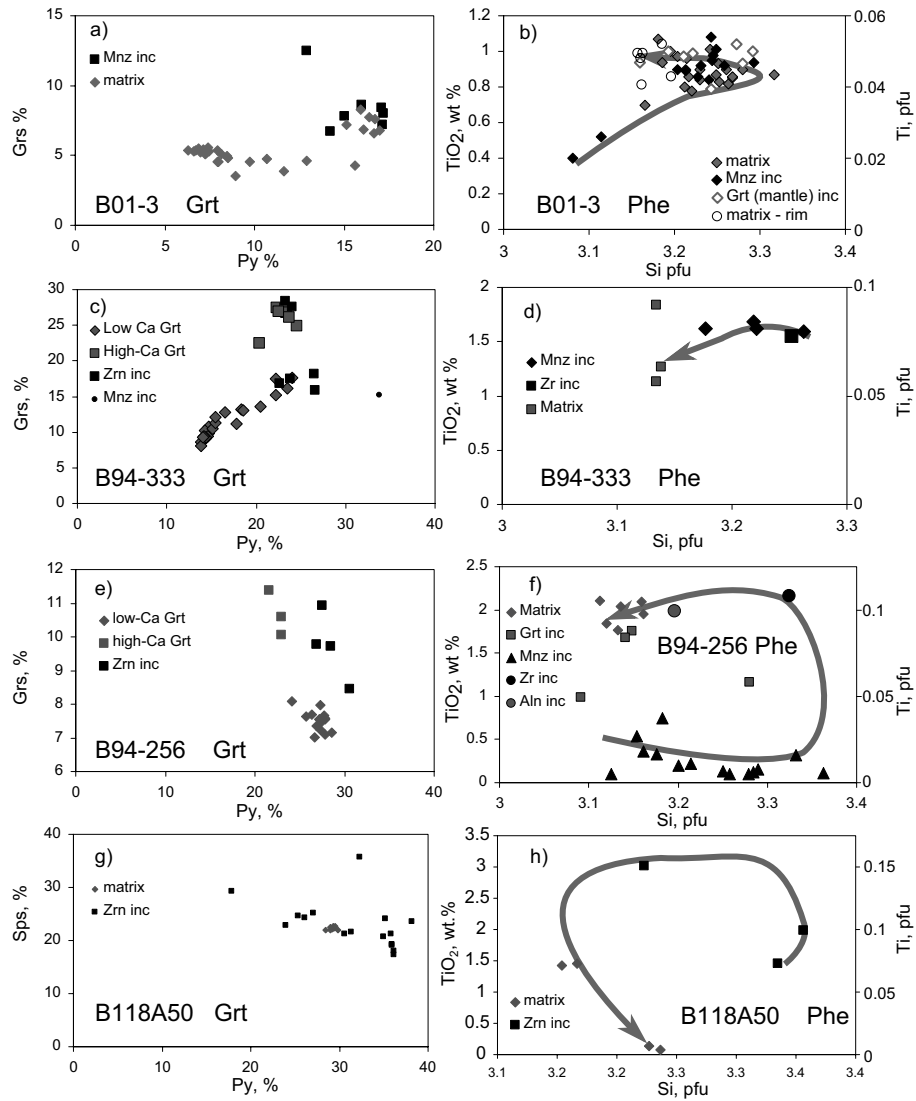 a)
Mnz inc
matrix
15
10
5
0
Grs %
B01-3 Grt
5
10
15
20
Py %
b)
1.2
1
0.8
0.6
0.4
0.2
0
TiO2, wt %
0.06
0.04
0.02
0
Ti, pfu
matrix
Mnz inc
Grt (mantle) inc
matrix - rim
B01-3 Phe
3
3.1
3.2
3.3
3.4
Si pfu
c)
Low Ca Grt
High-Ca Grt
Zrn inc
Mnz inc
30
25
20
15
10
5
0
Grs, %
B94-333 Grt
0
10
20
30
40
Py, %
d)
2
1.5
1
0.5
0
TiO2, wt %
0.1
0.05
0
Ti, pfu
Mnz inc
Zr inc
Matrix
B94-333 Phe
3
3.1
3.2
3.3
Si, pfu
e)
low-Ca Grt
high-Ca Grt
Zrn inc
12
11
10
9
8
7
6
Grs, %
B94-256 Grt
0
10
20
30
40
Py, %
f)
2.5
2
1.5
1
0.5
0
TiO2, wt %
0.1
0.05
0
Ti, pfu
Matrix
Grt inc
Mnz inc
Zr inc
Aln inc
B94-256 Phe
3
3.1
3.2
3.3
3.4
Si, pfu
g)
matrix
Zrn inc
40
30
20
10
0
Sps, %
B118A50 Grt
0
10
20
30
40
Py, %
h)
3.5
3
2.5
2
1.5
1
0.5
0
TiO2, wt.%
0.15
0.1
0.05
0
Ti, pfu
matrix
Zrn inc
B118A50 Phe
3.1
3.2
3.2
3.3
3.3
3.4
3.4
Si, pfu